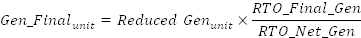 Gen_Final_unit = Reduced Gen_unit × RTO_Final_Gen / RTO_Net_Gen